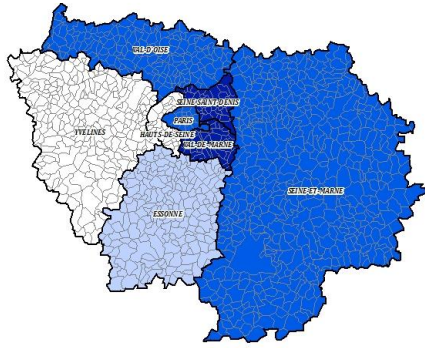 VAL-D'OISE
SEINE-SAINT-DENIS
PARIS
YVELINES
HAUTS-DE-SEINE
VAL-DE-MARNE
SEINE-ET-MARNE
ESSONNE